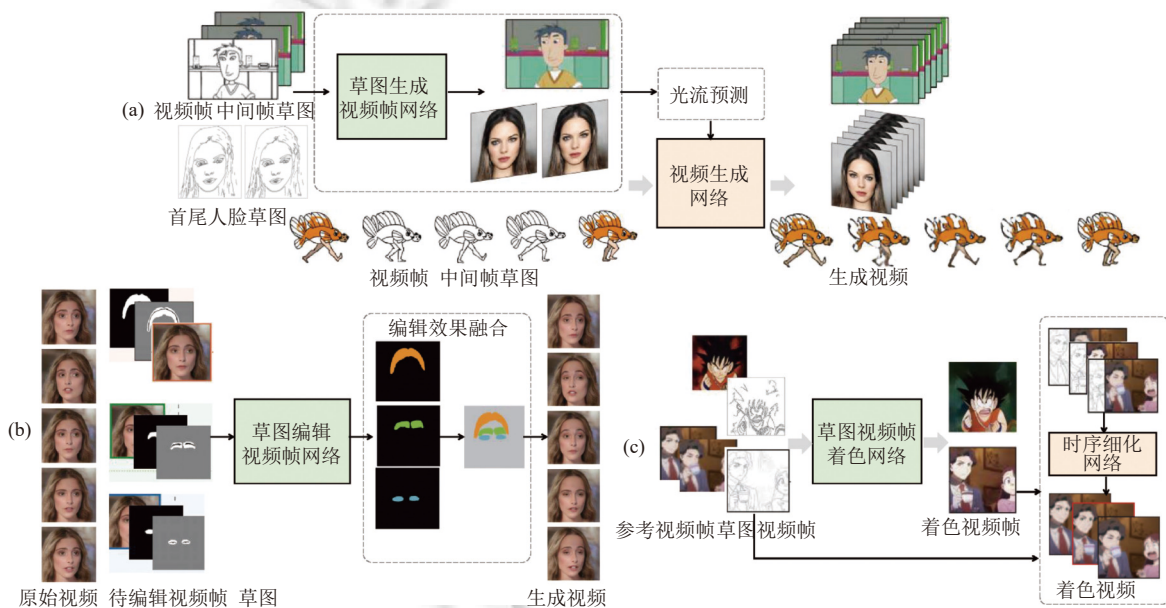 (a)
视频帧 中间帧草图
首尾人脸草图
草图生成
视频帧网络
光流预测
视频生成
网络
视频帧 中间帧草图
生成视频
(b)
原始视频 待编辑视频帧 草图
草图编辑
视频帧网络
编辑效果融合
生成视频
(c)
参考视频帧草图视频帧
草图视频帧
着色网络
着色视频帧
时序细化
网络
着色视频